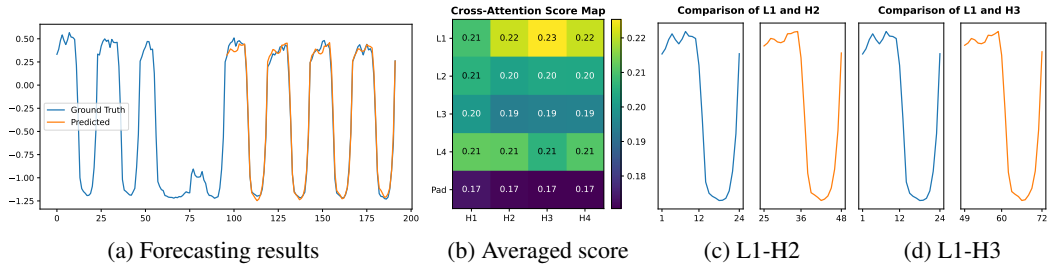 0.50
0.25
0.00
−0.25
−0.50
−0.75
−1.00
−1.25
Ground Truth
Predicted
0 25 50 75 100 125 150 175 200
Cross-Attention Score Map
L1 0.21 0.22 0.23 0.22
L2 0.21 0.20 0.20 0.20
L3 0.20 0.19 0.19 0.19
L4 0.21 0.21 0.21 0.21
Pad 0.17 0.17 0.17 0.17
H1 H2 H3 H4
0.22
0.21
0.20
0.19
0.18
Comparison of L1 and H2
1 12 24 25 36 48
Comparison of L1 and H3
1 12 24 49 60 72
(a) Forecasting results
(b) Averaged score
(c) L1-H2
(d) L1-H3